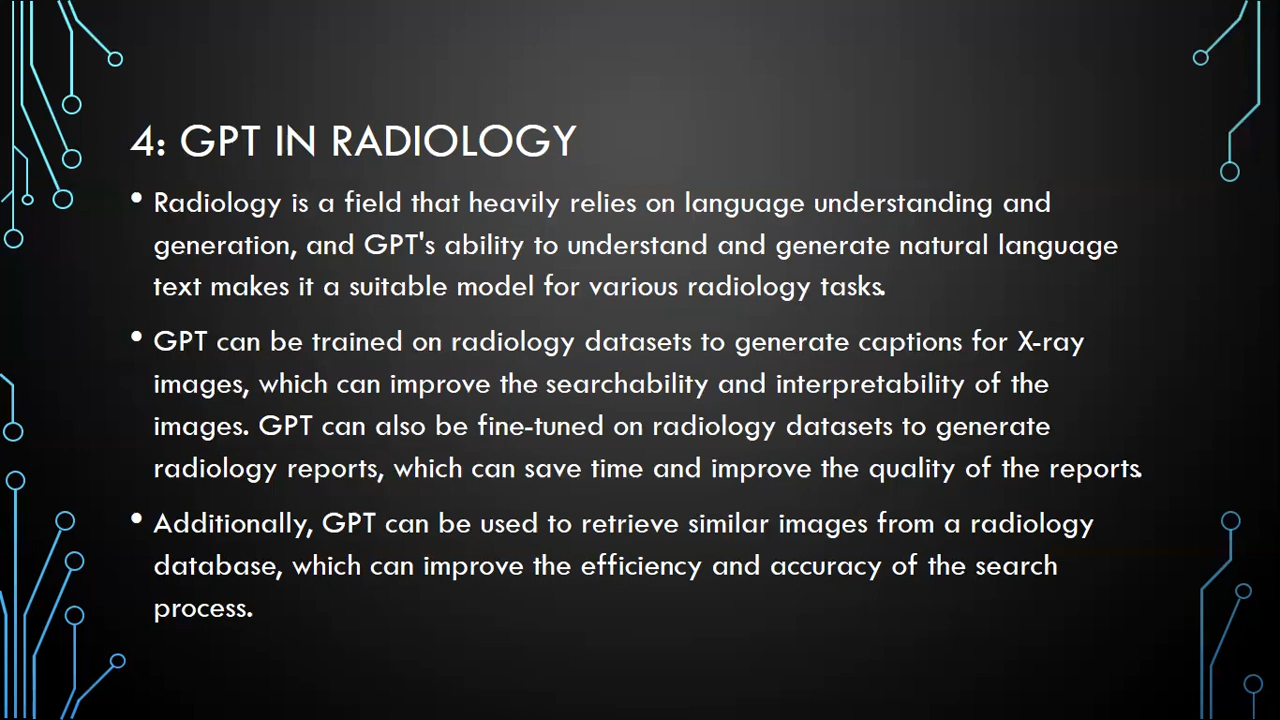 4: GPT IN RADIOLOGY
• Radiology is a field that heavily relies on language understanding and
generation, and GPT's ability to understand and generate natural language
text makes it a suitable model for various radiology tasks.
• GPT can be trained on radiology datasets to generate captions for X-ray
images, which can improve the searchability and interpretability of the
images. GPT can also be fine-tuned on radiology datasets to generate
radiology reports, which can save time and improve the quality of the reports.
• Additionally, GPT can be used to retrieve similar images from a radiology
database, which can improve the efficiency and accuracy of the search
process.